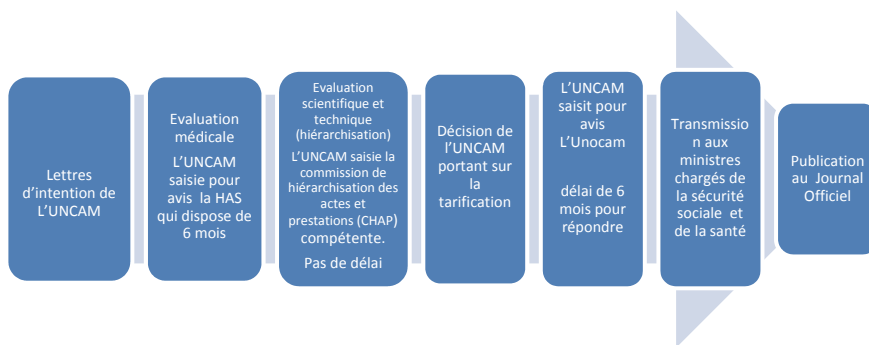 Lettres
d'intention de
L'UNCAM
Evaluation
médicale
L'UNCAM
saisie pour
avis la HAS
qui dispose de
6 mois
Evaluation
scientifique et
technique
(hiérarchisation)
L'UNCAM saisie la
commission de
hiérarchisation des
actes et
prestations (CHAP)
compétente.
Pas de délai
Décision de
l'UNCAM
portant sur
la
tarification
L'UNCAM
saisit pour
avis
L'Unocam
délai de 6
mois pour
répondre
Transmissio
n aux
ministres
chargés de
la sécurité
sociale et
de la santé
Publication
au Journal
Officiel